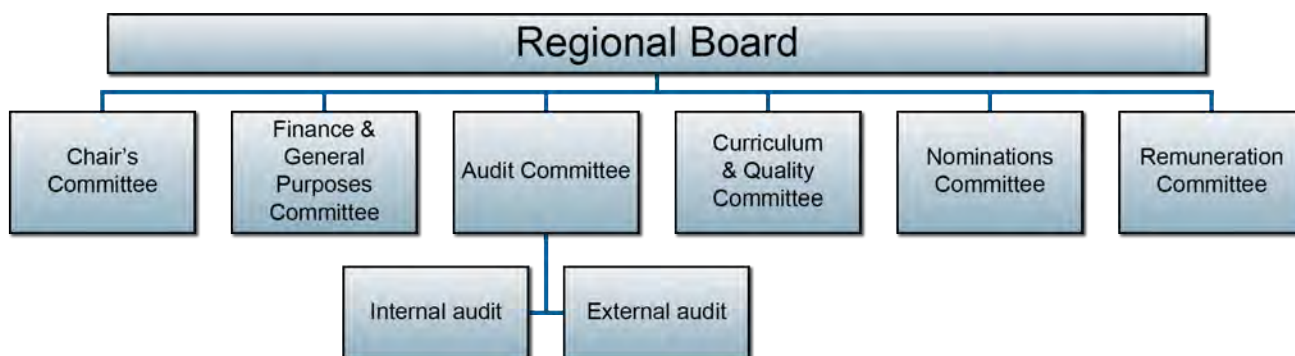 Regional Board
Chair's
Committee
Finance &
General
Purposes
Committee
Audit Committee
Curriculum
& Quality
Committee
Nominations
Committee
Remuneration
Committee
Internal audit
External audit